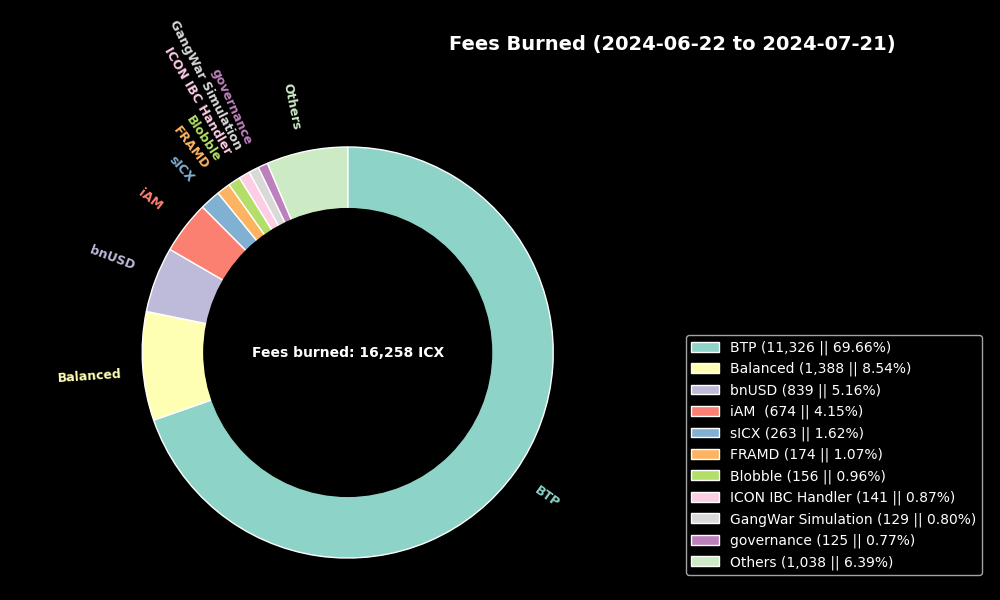 Fees Burned (2024-06-22 to 2024-07-21)
GangWar Simulation
ICON IBC Handler
governance
Others
Blobble
FRAMD
sICX
iAM
bnUSD
Balanced
BTP
Fees burned: 16,258 ICX
BTP (11,326 || 69.66%)
Balanced (1,388 || 8.54%)
bnUSD (839 || 5.16%)
iAM  (674 || 4.15%)
sICX (263 || 1.62%)
FRAMD (174 || 1.07%)
Blobble (156 || 0.96%)
ICON IBC Handler (141 || 0.87%)
GangWar Simulation (129 || 0.80%)
governance (125 || 0.77%)
Others (1,038 || 6.39%)